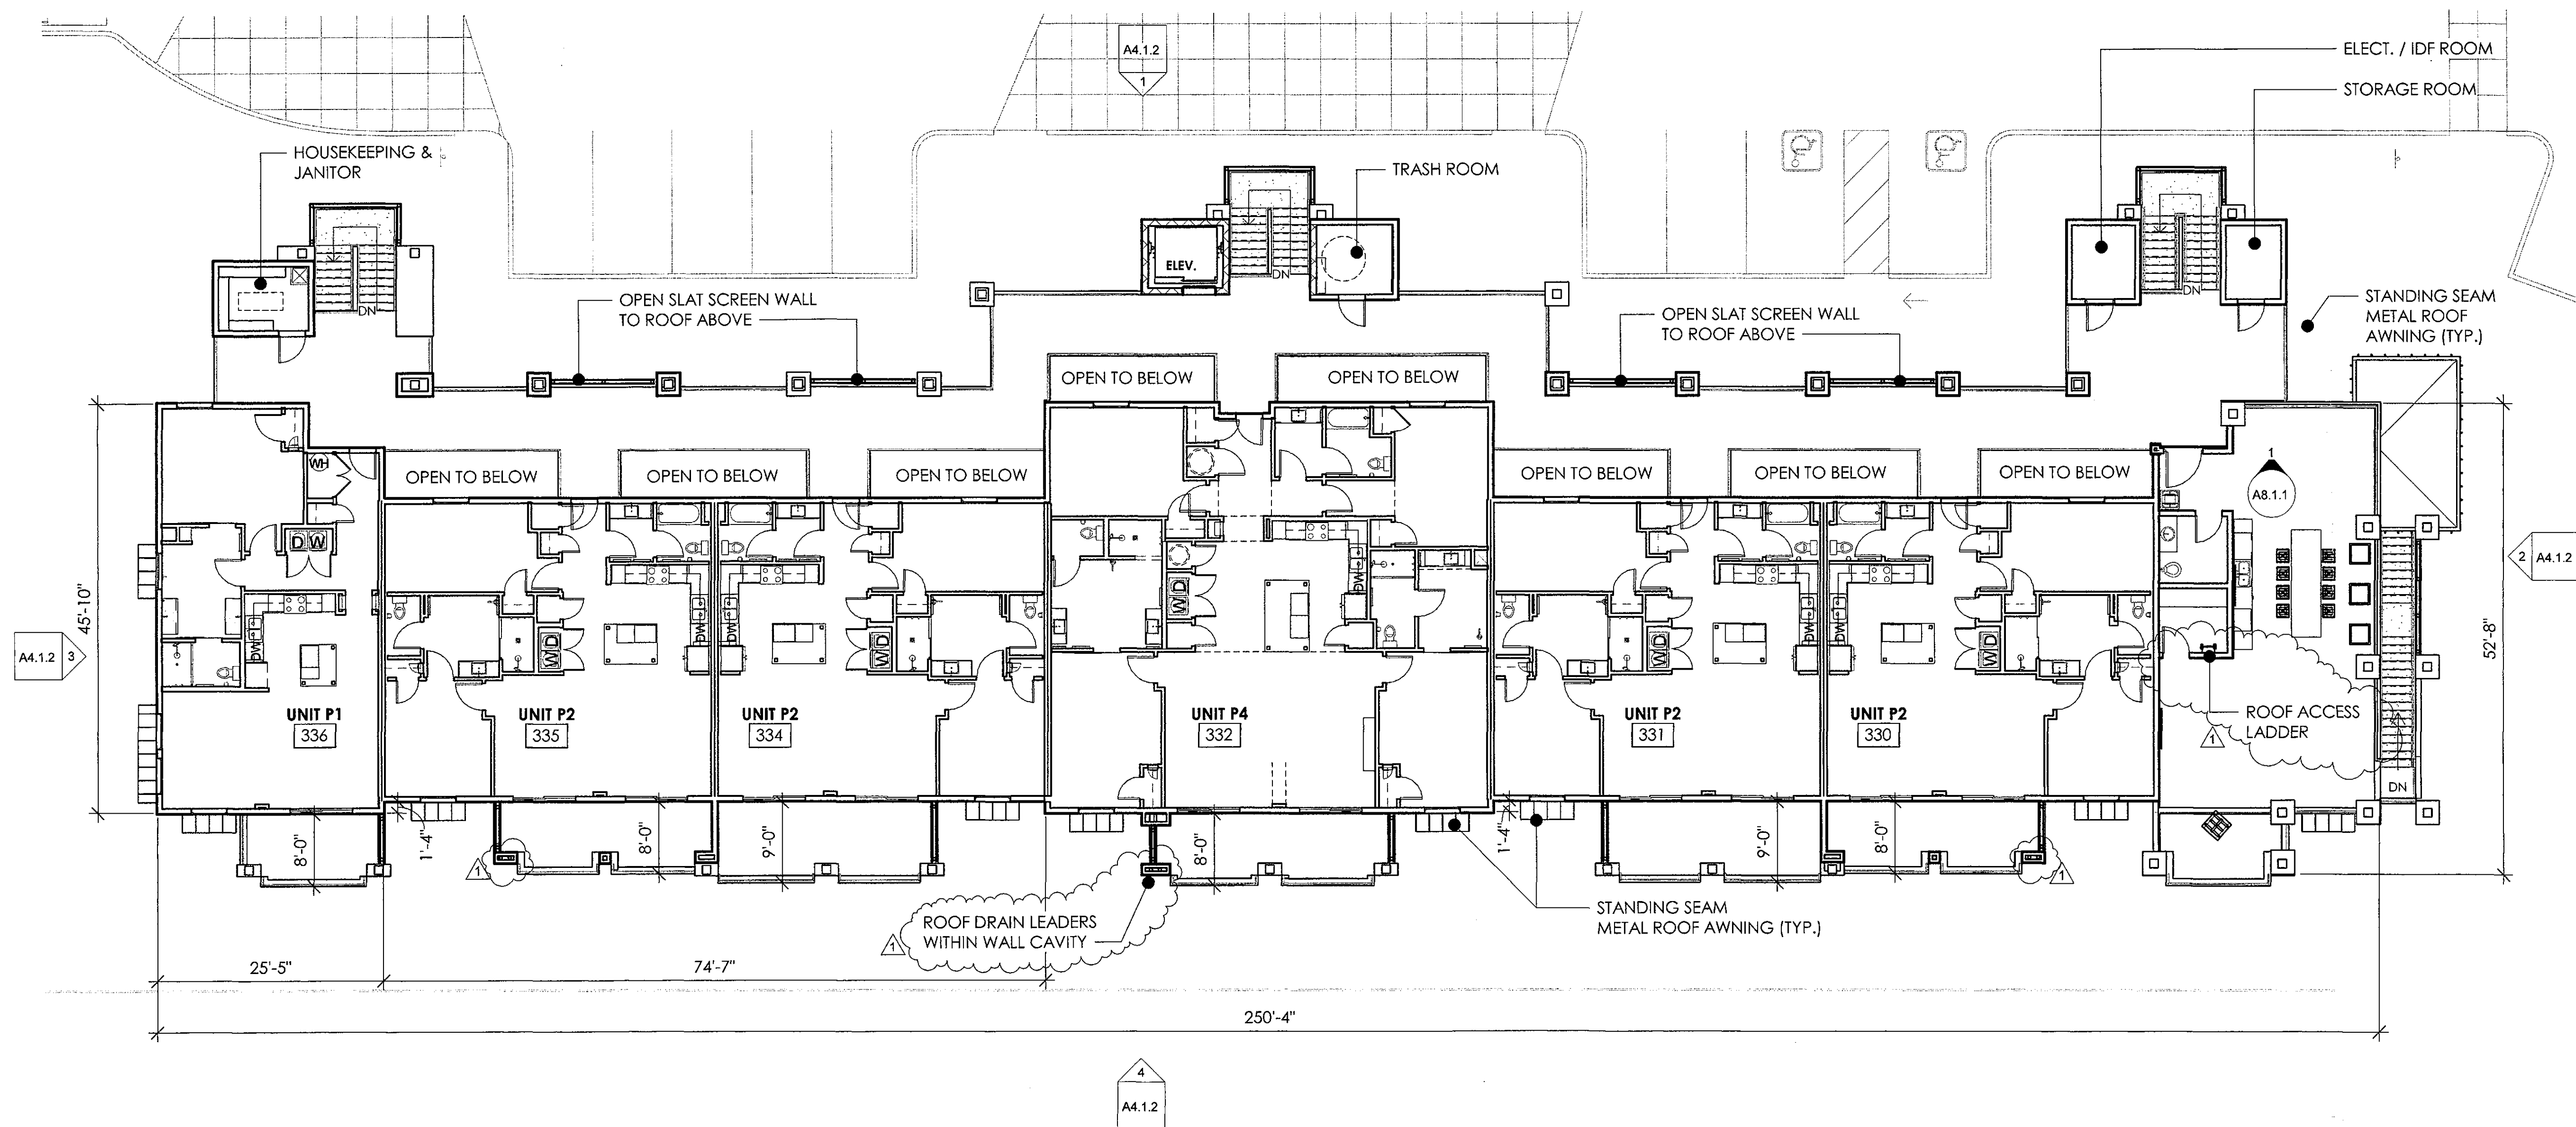 A4.1.2
1
ELECT. / IDF ROOM
STORAGE ROOM
HOUSEKEEPING &
JANITOR
TRASH ROOM
ELEV.
DN
DN
DN
OPEN SLAT SCREEN WALL
TO ROOF ABOVE
OPEN SLAT SCREEN WALL
TO ROOF ABOVE
STANDING SEAM
METAL ROOF
AWNING (TYP.)
OPEN TO BELOW
OPEN TO BELOW
OPEN TO BELOW
OPEN TO BELOW
OPEN TO BELOW
OPEN TO BELOW
OPEN TO BELOW
OPEN TO BELOW
WH
1
A8.1.1
D W
DW
DW
DW
DW
DW
DW
W D
W D
W D
W D
W D
2
A4.1.2
A4.1.2
3
45'-10"
52'-8"
UNIT P1
336
UNIT P2
335
UNIT P2
334
UNIT P4
332
UNIT P2
331
UNIT P2
330
ROOF ACCESS
LADDER
1
DN
8'-0"
1'-4"
8'-0"
9'-0"
8'-0"
1'-4"
9'-0"
8'-0"
1
1
ROOF DRAIN LEADERS
WITHIN WALL CAVITY
1
STANDING SEAM
METAL ROOF AWNING (TYP.)
25'-5"
74'-7"
250'-4"
4
A4.1.2